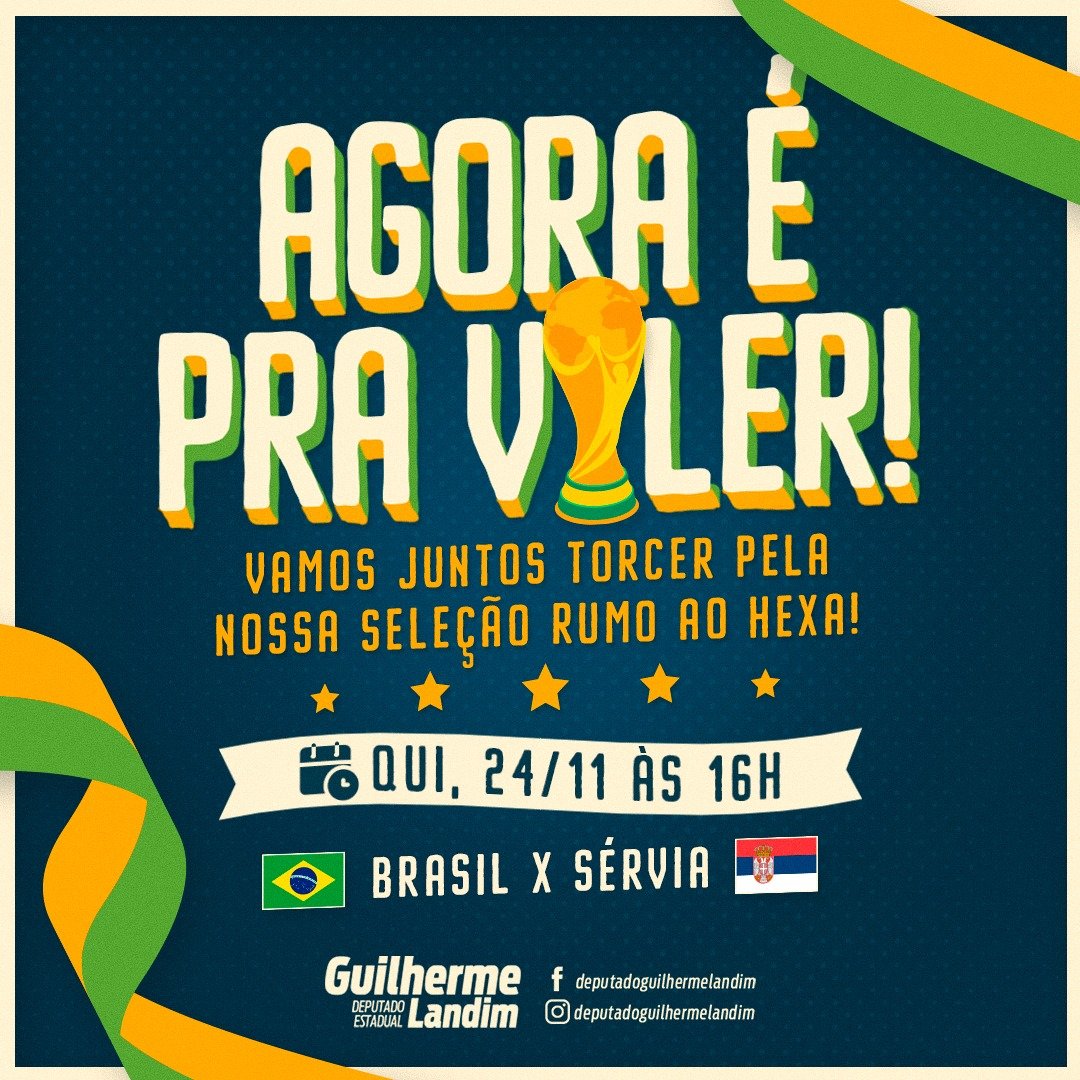 AGORA É
PRA VALER!
VAMOS JUNTOS TORCER PELA
NOSSA SELEÇÃO RUMO AO HEXA!
QUI, 24/11 ÀS 16H
BRASIL X SÉRVIA
Guilherme
DEPUTADO ESTADUAL Landim
deputadoguilhermelandim
deputadoguilhermelandim